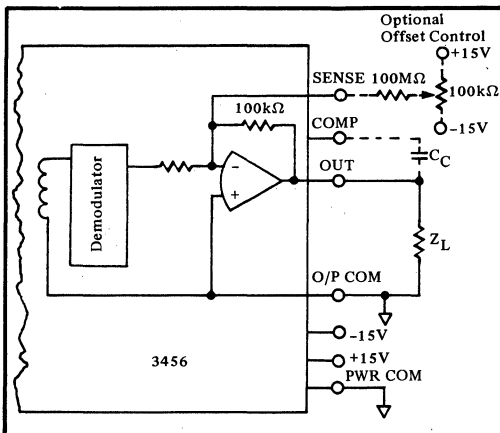 Optional
Offset Control
+15V
SENSE
100MΩ
100kΩ
100kΩ
COMP
-15V
C_C
OUT
Demodulator
-
+
Z_L
O/P COM
-15V
+15V
3456
PWR COM